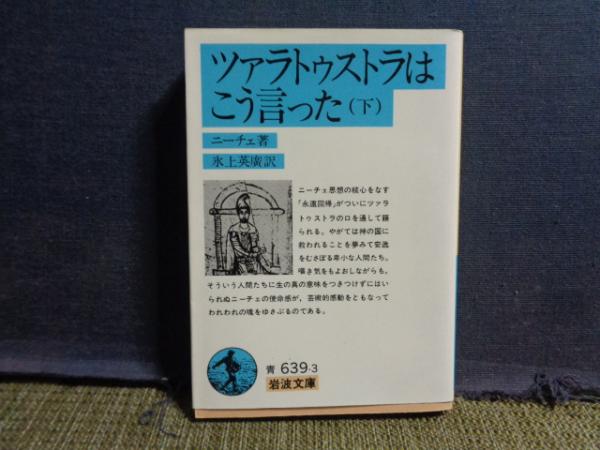 ツァラトゥストラは
こう言った(下)
ニーチェ著
氷上英廣訳
ニーチェ思想の核心をなす
「永遠回帰」がついにツァラ
トゥストラの口を通して語
られる。やがては神の国に
救われることを夢みて安逸
をむさぼる卑小な人間たち。
嘔き気をもよおしながらも、
そういう人間たちに生の真の意味をつきつけずにはい
られぬニーチェの使命感が、芸術的感動をともなって
われわれの魂をゆさぶるのである。
青 639-3
岩波文庫